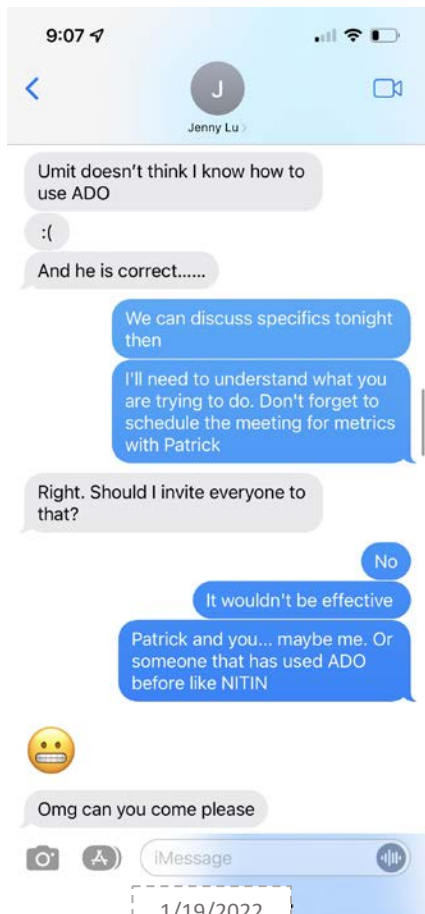 9:07
J
Jenny Lu
Umit doesn't think I know how to
use ADO
:(
And he is correct......
We can discuss specifics tonight
then
I'll need to understand what you
are trying to do. Don't forget to
schedule the meeting for metrics
with Patrick
Right. Should I invite everyone to
that?
No
It wouldn't be effective
Patrick and you... maybe me. Or
someone that has used ADO
before like NITIN
Omg can you come please
iMessage
1/19/2022